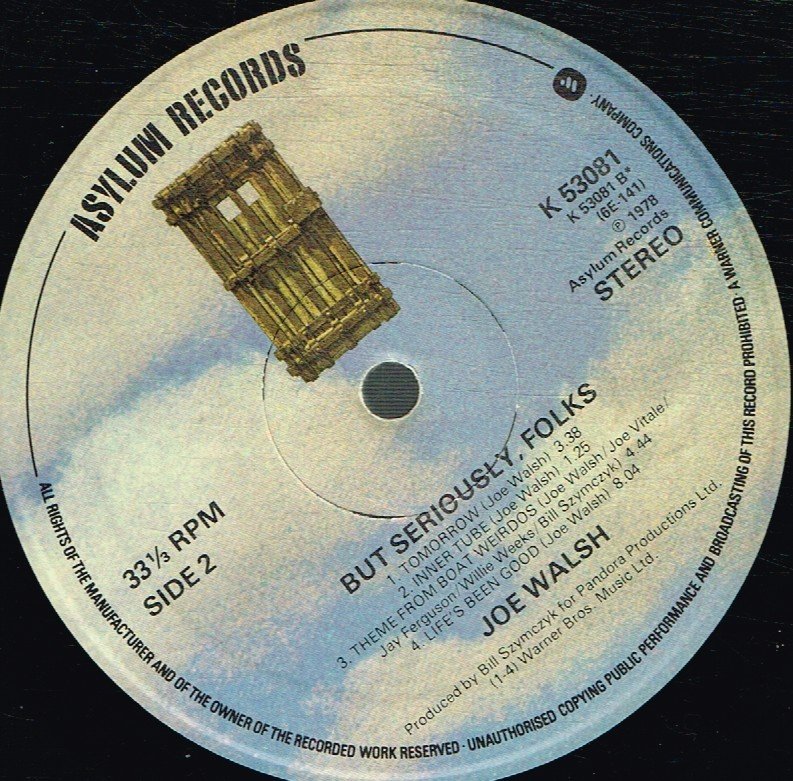 ASYLUM RECORDS
K 53081
K 53081 B*
(6E-141)
℗ 1978
Asylum Records
STEREO
33⅓ RPM
SIDE 2
BUT SERIOUSLY, FOLKS
1. TOMORROW (Joe Walsh) 3.38
2. INNER TUBE (Joe Walsh) 1.25
3. THEME FROM BOAT WEIRDOS (Joe Walsh/Joe Vitale/
Jay Ferguson/Willie Weeks/Bill Szymczyk) 4.44
4. LIFE'S BEEN GOOD (Joe Walsh) 8.04
JOE WALSH
Produced by Bill Szymczyk for Pandora Productions Ltd.
(1-4) Warner Bros. Music Ltd.
ALL RIGHTS OF THE MANUFACTURER AND OF THE OWNER OF THE RECORDED WORK RESERVED · UNAUTHORISED COPYING PUBLIC PERFORMANCE AND BROADCASTING OF THIS RECORD PROHIBITED · A WARNER COMMUNICATIONS COMPANY ·